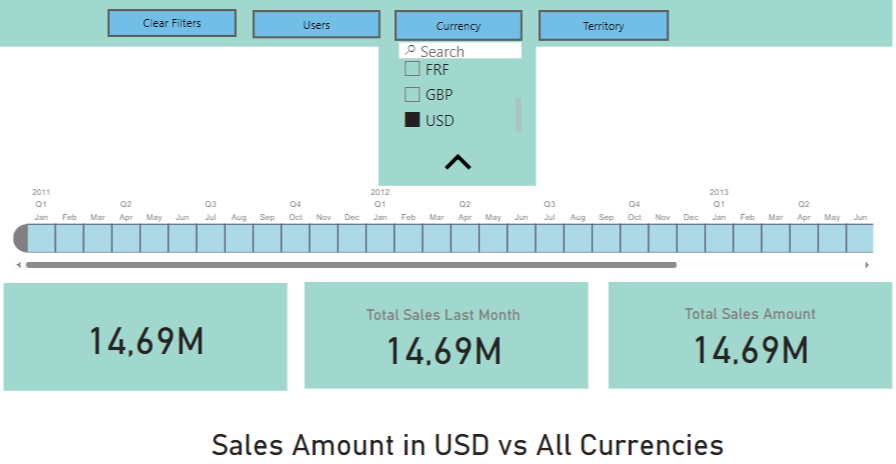 Clear Filters Users Currency Territory
Search
FRF
GBP
USD
2011 2012 2013
Q1 Q2 Q3 Q4 Q1 Q2 Q3 Q4 Q1 Q2
Jan Feb Mar Apr May Jun Jul Aug Sep Oct Nov Dec Jan Feb Mar Apr May Jun Jul Aug Sep Oct Nov Dec Jan Feb Mar Apr May Jun
14,69M
Total Sales Last Month
14,69M
Total Sales Amount
14,69M
Sales Amount in USD vs All Currencies